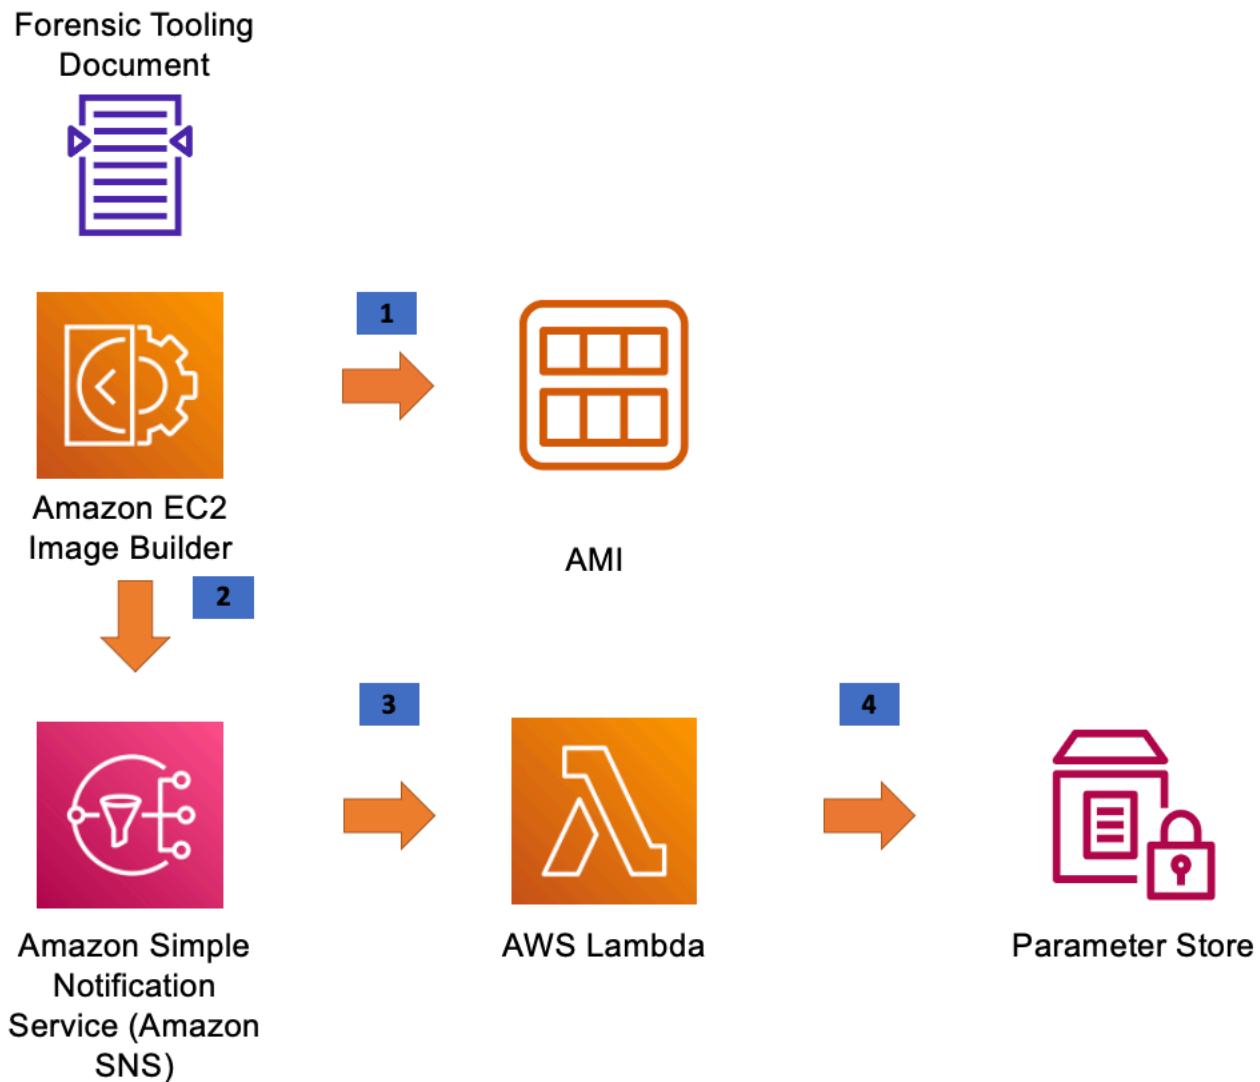 Forensic Tooling
Document
1
Amazon EC2
Image Builder
AMI
2
3
4
Amazon Simple
Notification
Service (Amazon
SNS)
AWS Lambda
Parameter Store